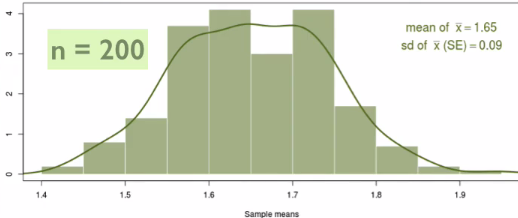 n = 200
mean of x̅ = 1.65
sd of x̅ (SE) = 0.09
4
3
2
1
0
1.4 1.5 1.6 1.7 1.8 1.9
Sample means